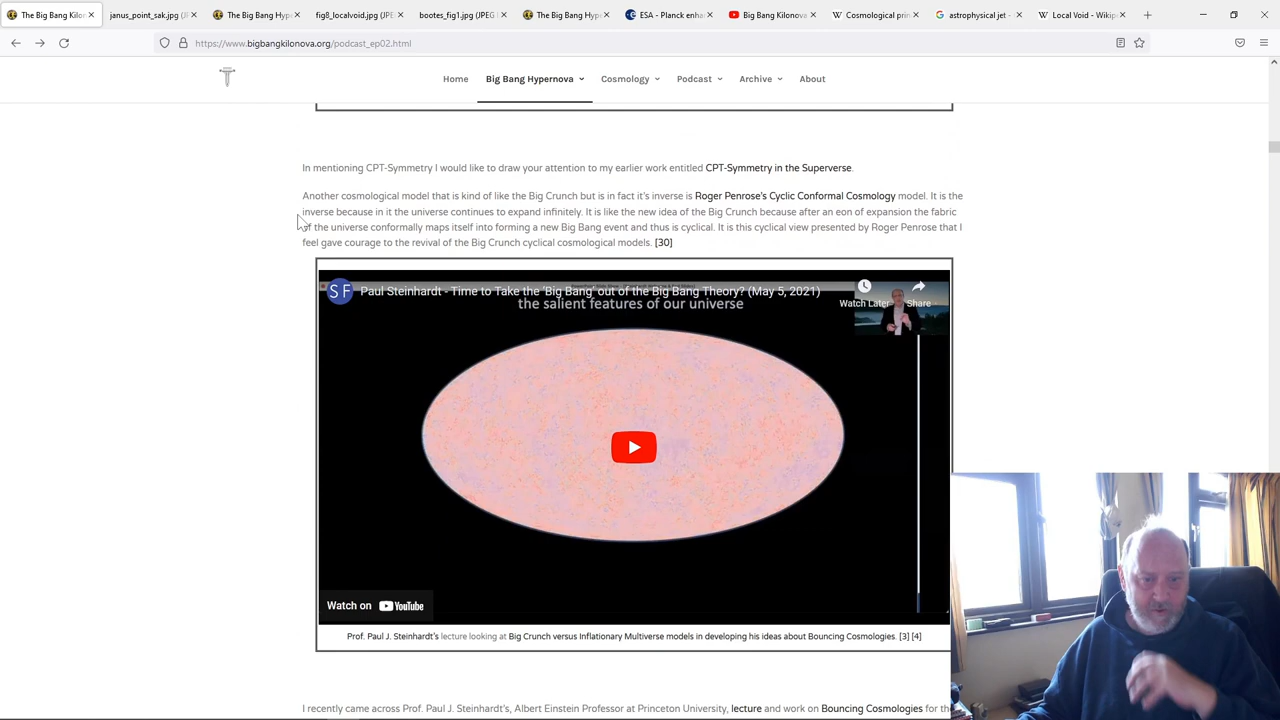 The Big Bang Kilon
janus_point_sak.jpg (JPE
The Big Bang Hype
fig8_localvoid.jpg (JPE
bootes_fig1.jpg (JPEG
The Big Bang Hype
ESA - Planck enha
Big Bang Kilonova
Cosmological prin
astrophysical jet -
Local Void - Wikip
https://www.bigbangkilonova.org/podcast_ep02.html
Home Big Bang Hypernova Cosmology Podcast Archive About
In mentioning CPT-Symmetry I would like to draw your attention to my earlier work entitled CPT-Symmetry in the Superverse.
Another cosmological model that is kind of like the Big Crunch but is in fact it's inverse is Roger Penrose's Cyclic Conformal Cosmology model. It is the
inverse because in it the universe continues to expand infinitely. It is like the new idea of the Big Crunch because after an eon of expansion the fabric
of the universe conformally maps itself into forming a new Big Bang event and thus is cyclical. It is this cyclical view presented by Roger Penrose that I
feel gave courage to the revival of the Big Crunch cyclical cosmological models. [30]
SF
Paul Steinhardt - Time to Take the 'Big Bang' out of the Big Bang Theory? (May 5, 2021)
Watch Later
Share
the salient features of our universe
Watch on YouTube
Prof. Paul J. Steinhardt's lecture looking at Big Crunch versus Inflationary Multiverse models in developing his ideas about Bouncing Cosmologies. [3] [4]
I recently came across Prof. Paul J. Steinhardt's, Albert Einstein Professor at Princeton University, lecture and work on Bouncing Cosmologies for the